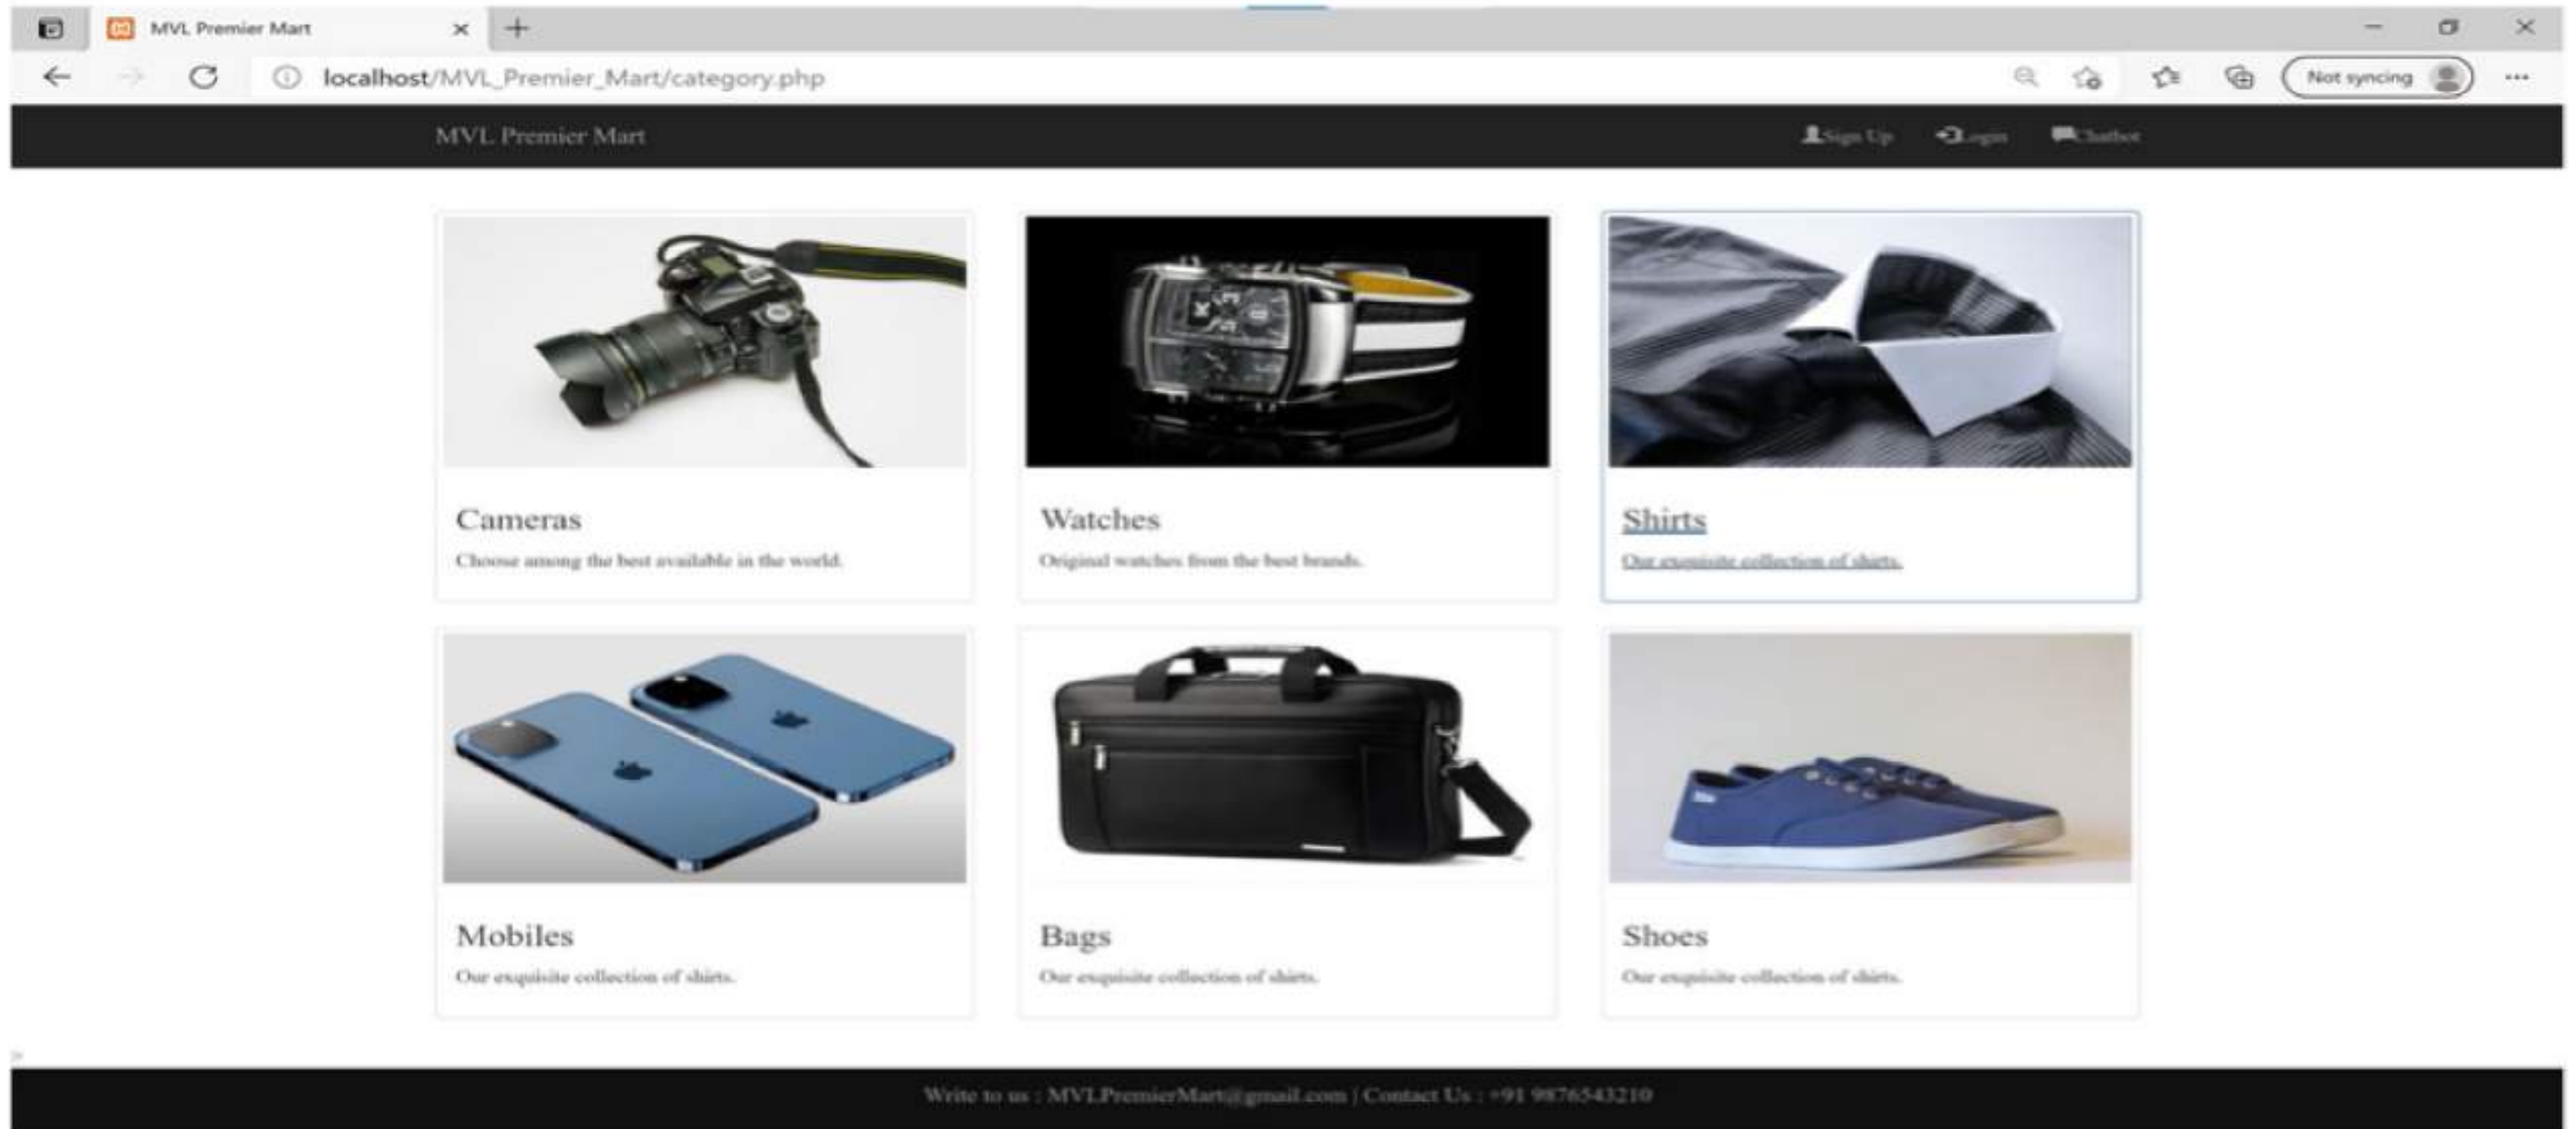 MVL Premier Mart
localhost/MVL_Premier_Mart/category.php
Not syncing
MVL Premier Mart
Sign Up Login Chatbot
Cameras
Choose among the best available in the world.
Watches
Original watches from the best brands.
Shirts
Our exquisite collection of shirts.
Mobiles
Our exquisite collection of shirts.
Bags
Our exquisite collection of shirts.
Shoes
Our exquisite collection of shirts.
Write to us : MVLPremierMart@gmail.com | Contact Us : +91 9876543210